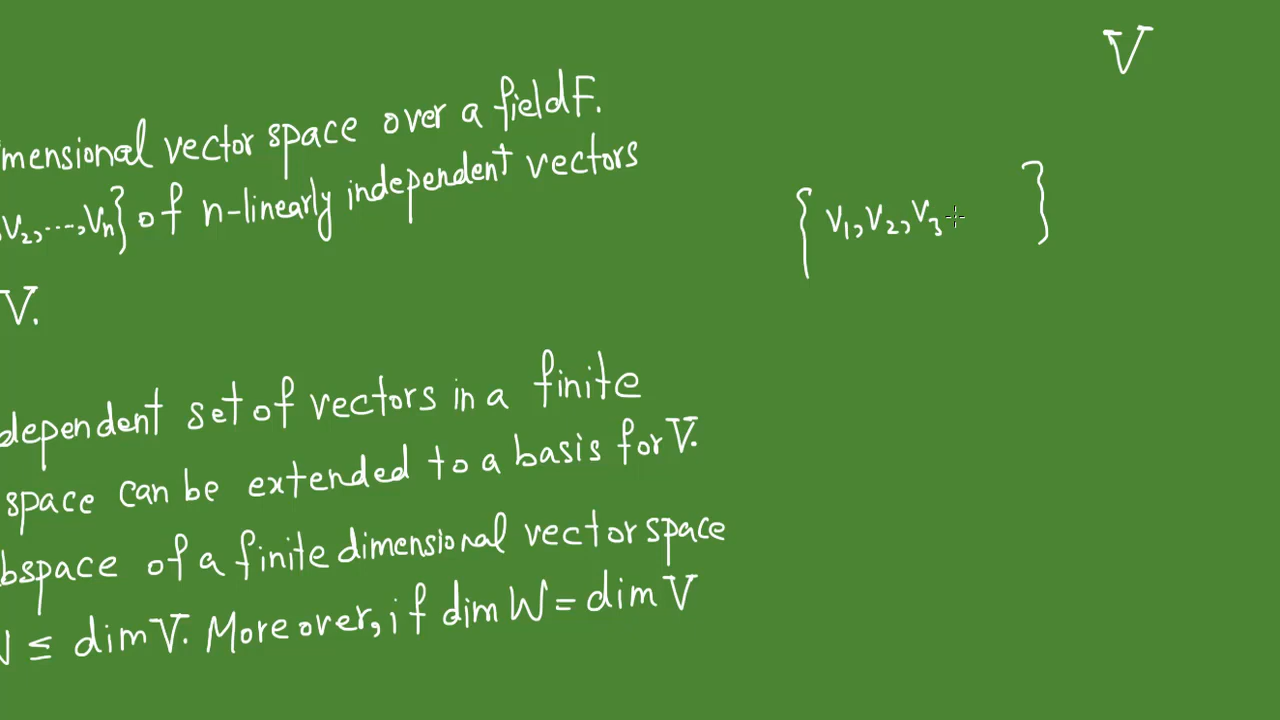 V
mensional vector space over a field F.
v2, ..., vn} of n-linearly independent vectors
{ v1, v2, v3 }
V.
dependent set of vectors in a finite
space can be extended to a basis for V.
bspace of a finite dimensional vector space
≤ dim V. Moreover, if dim W = dim V